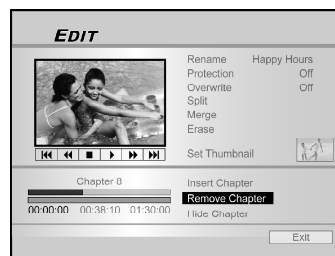 EDIT
Rename Happy Hours
Protection Off
Overwrite Off
Split
Merge
Erase
Set Thumbnail
Chapter 8
00:00:00 00:38:10 01:30:00
Insert Chapter
Remove Chapter
Hide Chapter
Exit